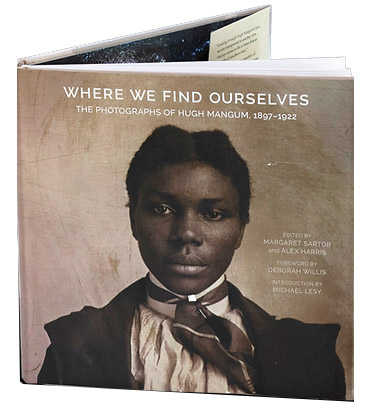 WHERE WE FIND OURSELVES
THE PHOTOGRAPHS OF HUGH MANGUM, 1897–1922
EDITED BY
MARGARET SARTOR
and ALEX HARRIS
FOREWORD BY
DEBORAH WILLIS
INTRODUCTION BY
MICHAEL LESY